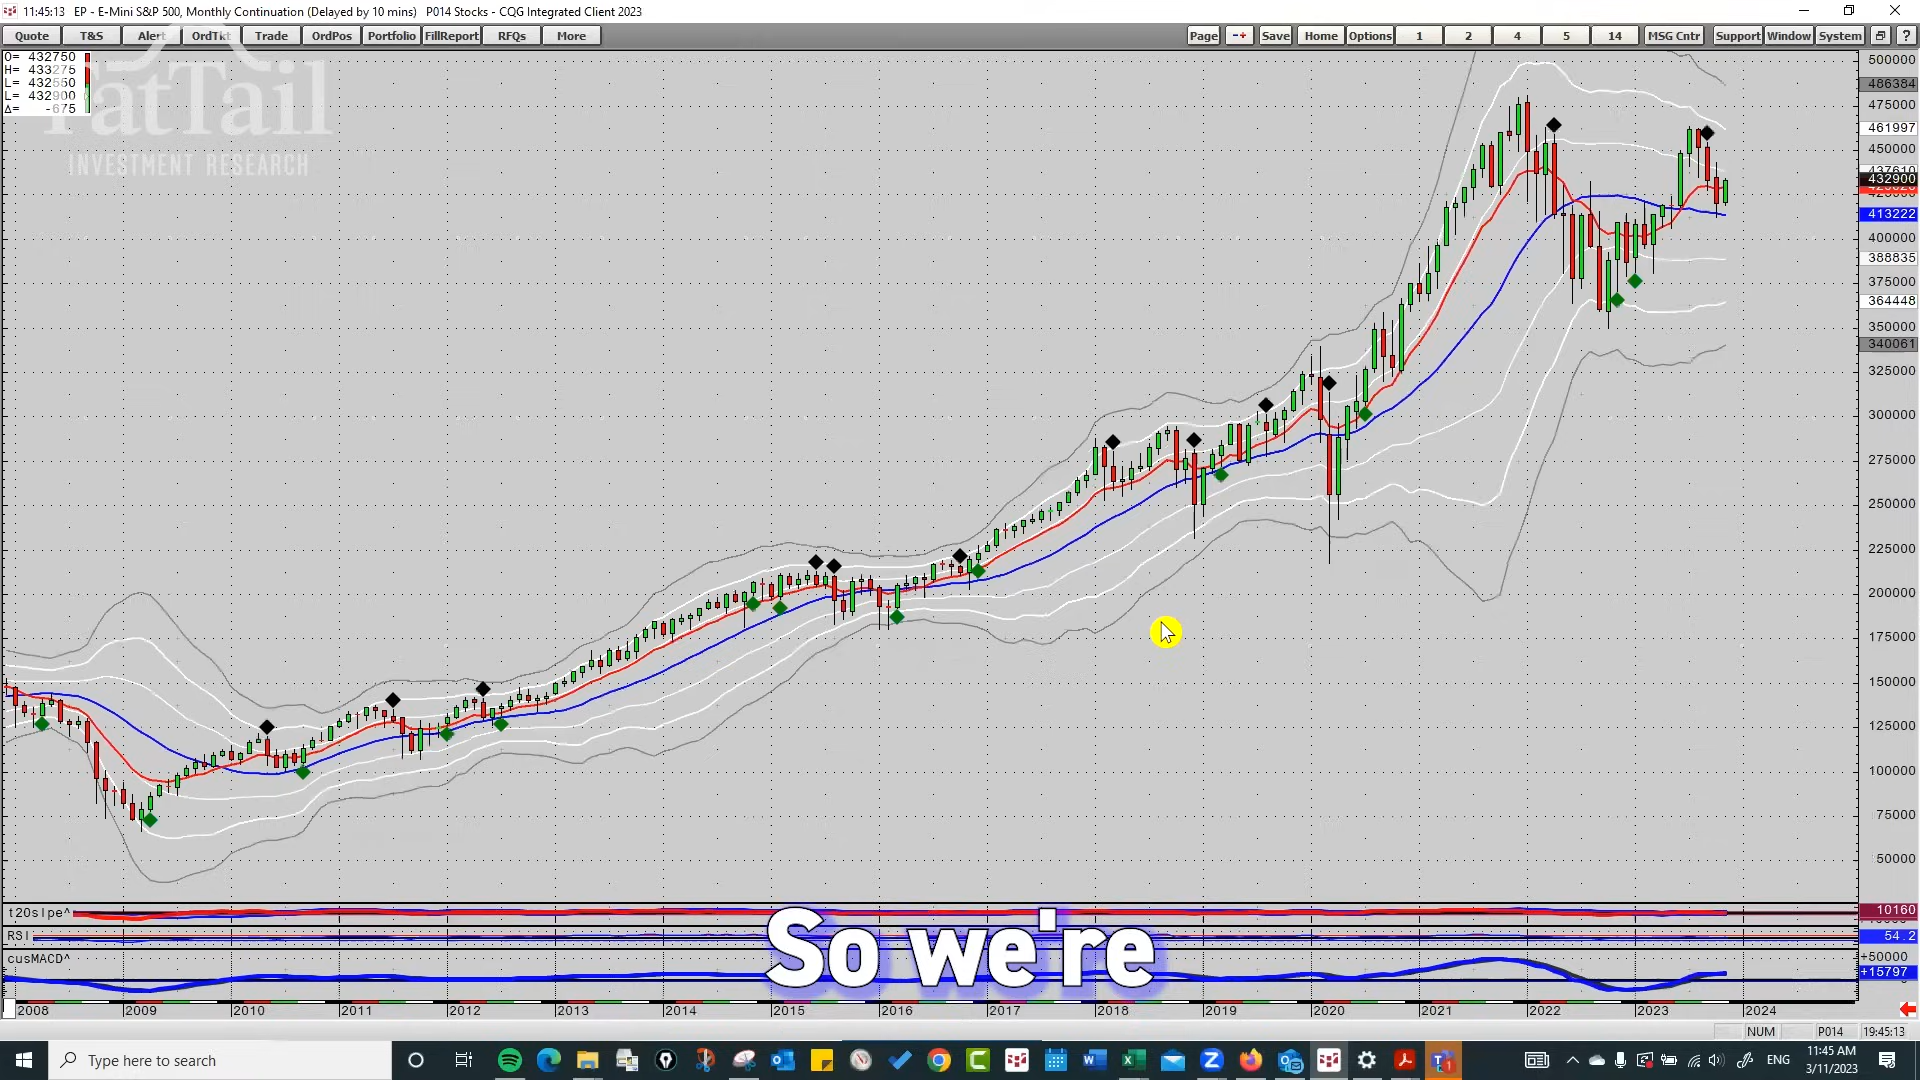 11:45:13 EP - E-Mini S&P 500, Monthly Continuation (Delayed by 10 mins) P014 Stocks - CQG Integrated Client 2023
Quote T&S Alert OrdTkt Trade OrdPos Portfolio FillReport RFQs More Page -+ Save Home Options 1 2 4 5 14 MSG Cntr Support Window System ?
O= 432750
H= 433275
L= 432550
L= 432900
Δ= -675
FatTail
INVESTMENT RESEARCH
500000
486384
475000
461997
450000
432900
413222
400000
388835
375000
364448
350000
340061
325000
300000
275000
250000
225000
200000
175000
150000
125000
100000
75000
50000
t20slpe^
10160
RSI
54.2
cusMACD^
+50000
+15797
So we're
2008 2009 2010 2011 2012 2013 2014 2015 2016 2017 2018 2019 2020 2021 2022 2023 2024
NUM P014 19:45:13
Type here to search
ENG
11:45 AM
3/11/2023